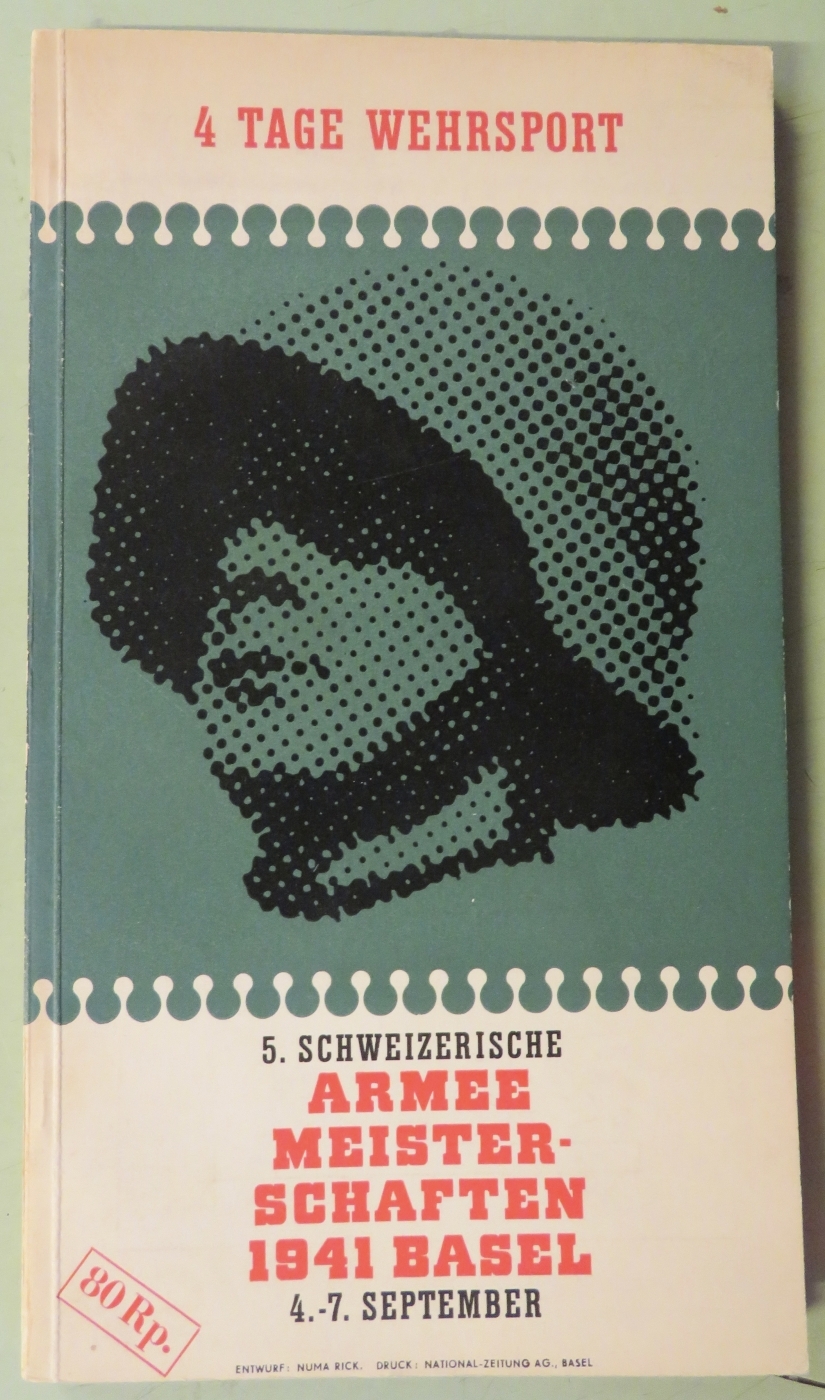 4 TAGE WEHRSPORT
5. SCHWEIZERISCHE
ARMEE
MEISTER-
SCHAFTEN
1941 BASEL
4.-7. SEPTEMBER
80 Rp.
ENTWURF: NUMA RICK. DRUCK: NATIONAL-ZEITUNG AG., BASEL